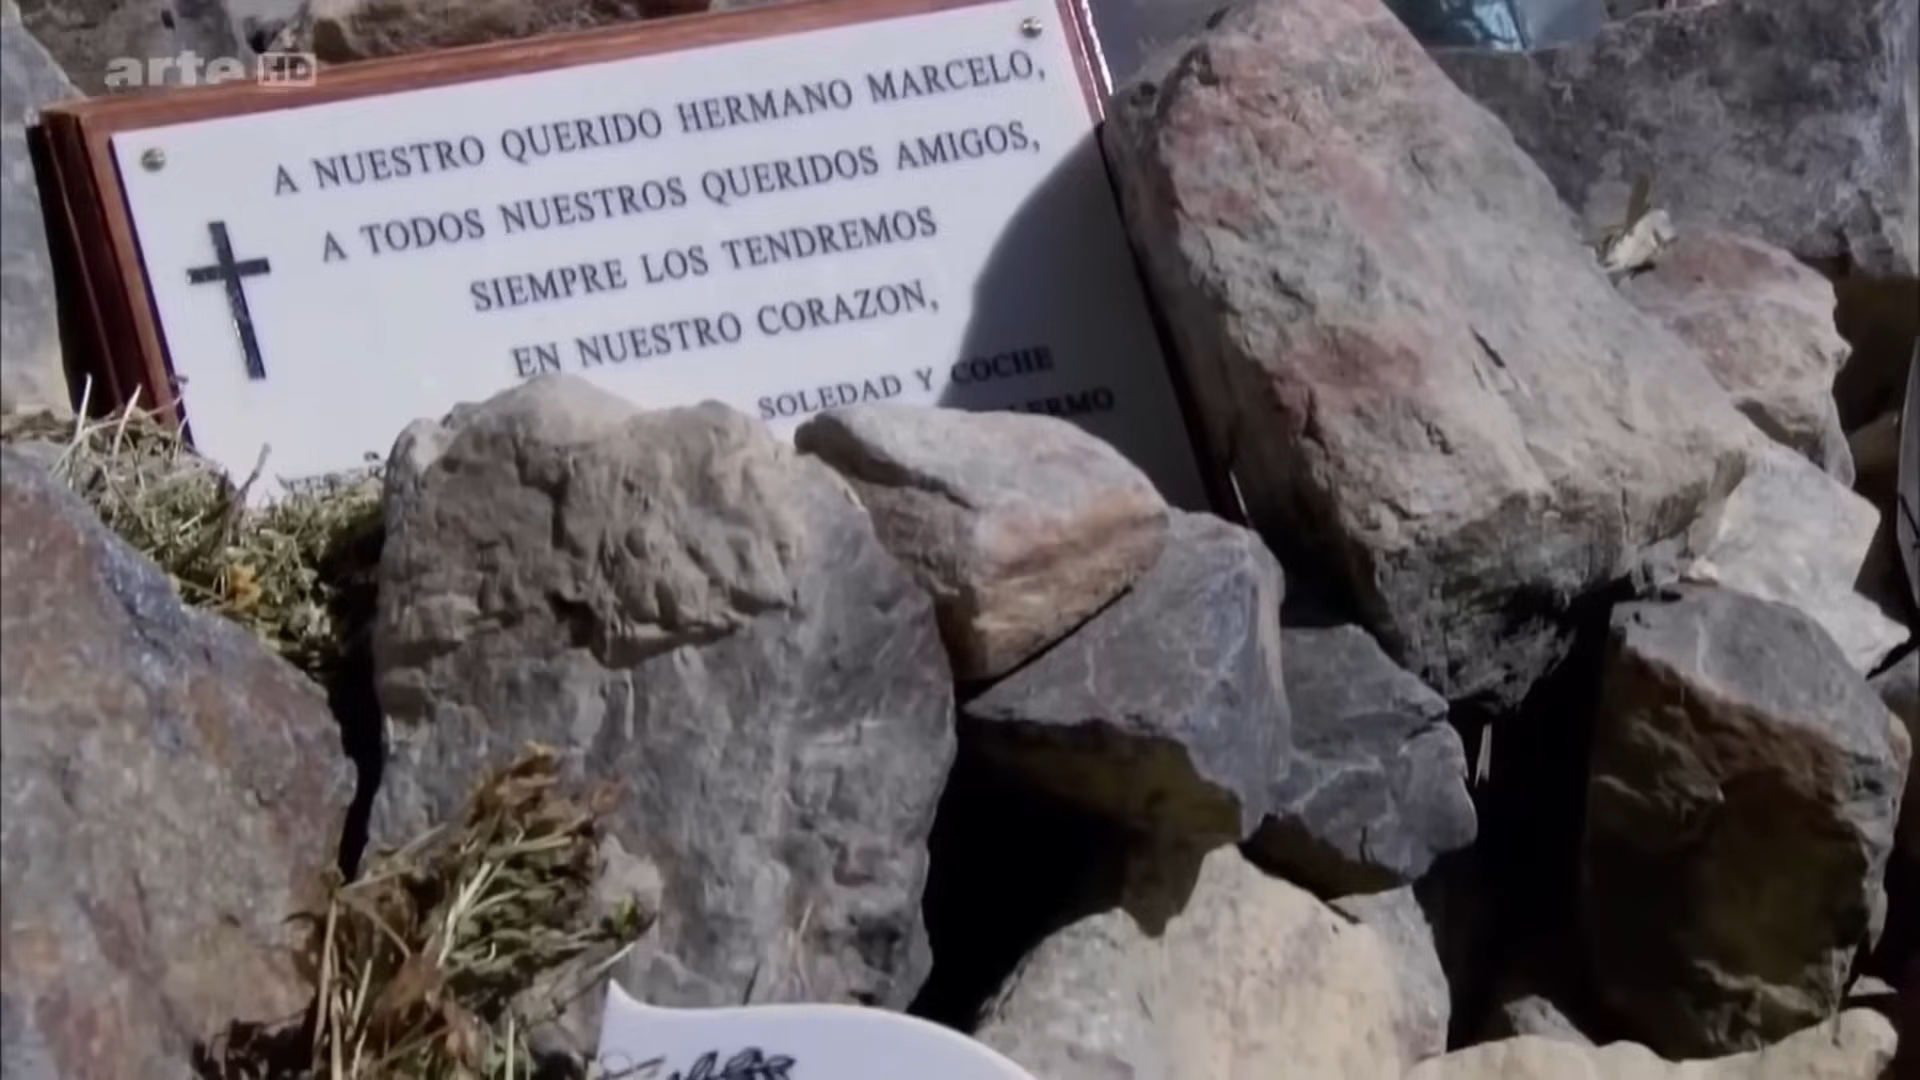 arte HD
A NUESTRO QUERIDO HERMANO MARCELO,
A TODOS NUESTROS QUERIDOS AMIGOS,
SIEMPRE LOS TENDREMOS
EN NUESTRO CORAZON,
SOLEDAD Y COCHE